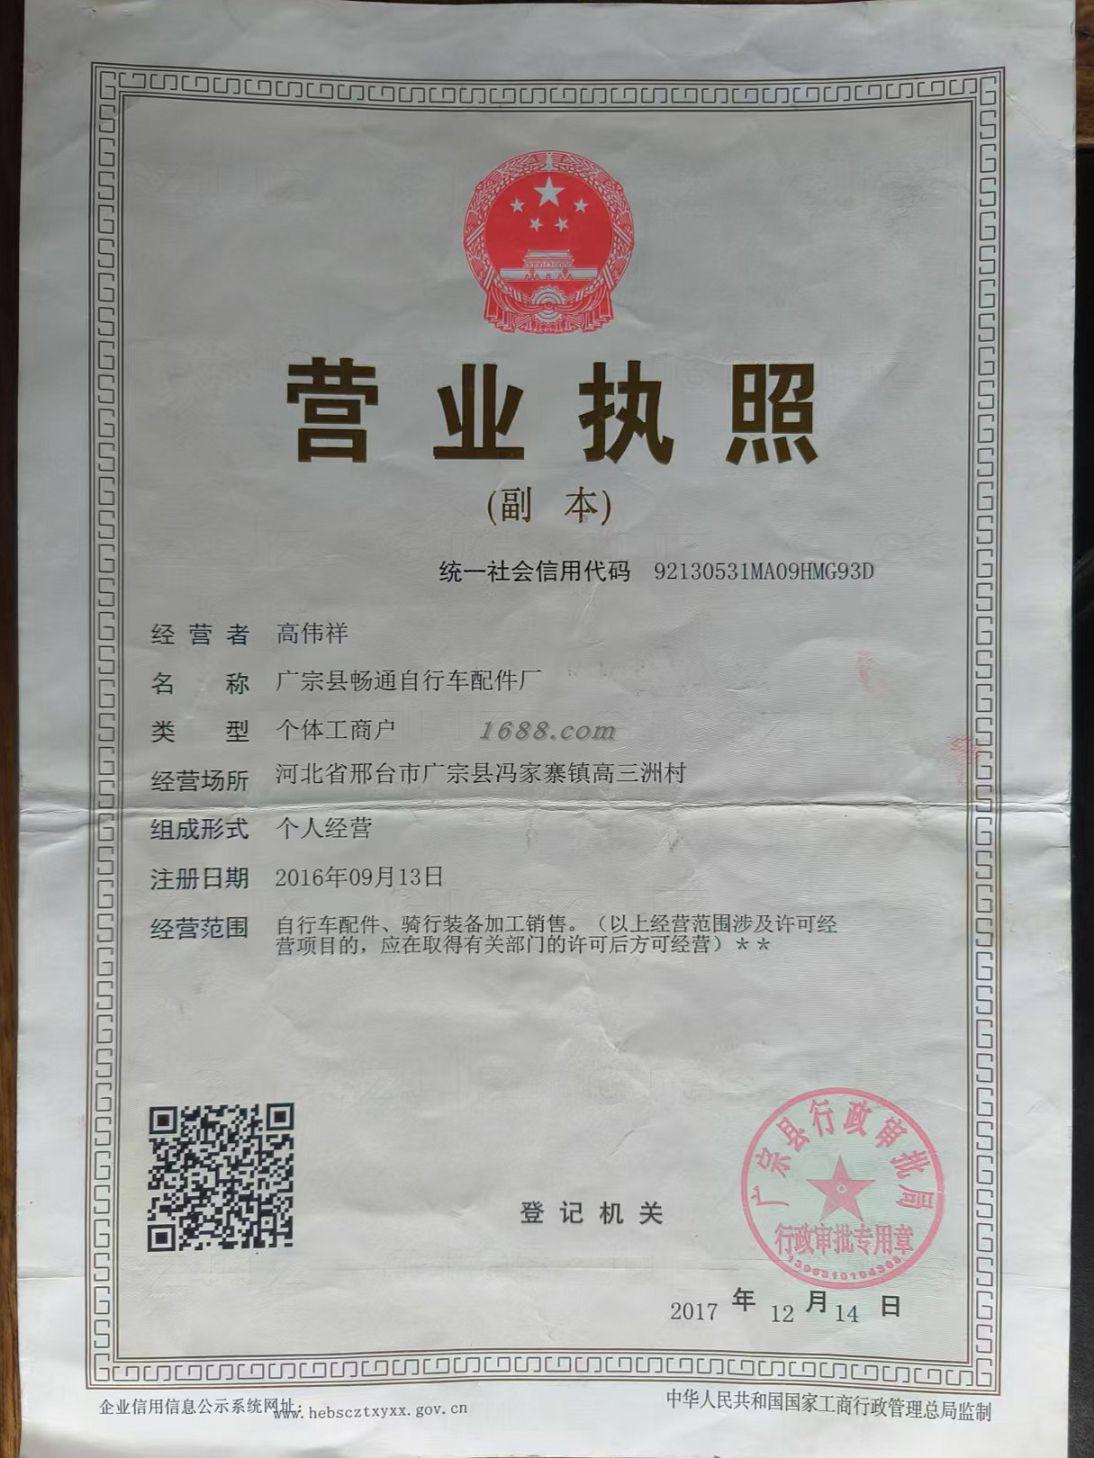 营业执照
(副 本)
统一社会信用代码 92130531MA09HMG93D
经营者 高伟祥
名称 广宗县畅通自行车配件厂
类型 个体工商户
1688.com
经营场所 河北省邢台市广宗县冯家寨镇高三洲村
组成形式 个人经营
注册日期 2016年09月13日
经营范围 自行车配件、骑行装备加工销售。（以上经营范围涉及许可经
营项目的，应在取得有关部门的许可后方可经营）＊＊
广宗县行政审批局
行政审批专用章
登记机关
2017 年 12 月 14 日
企业信用信息公示系统网址：www.hebscztxyxx.gov.cn
中华人民共和国国家工商行政管理总局监制